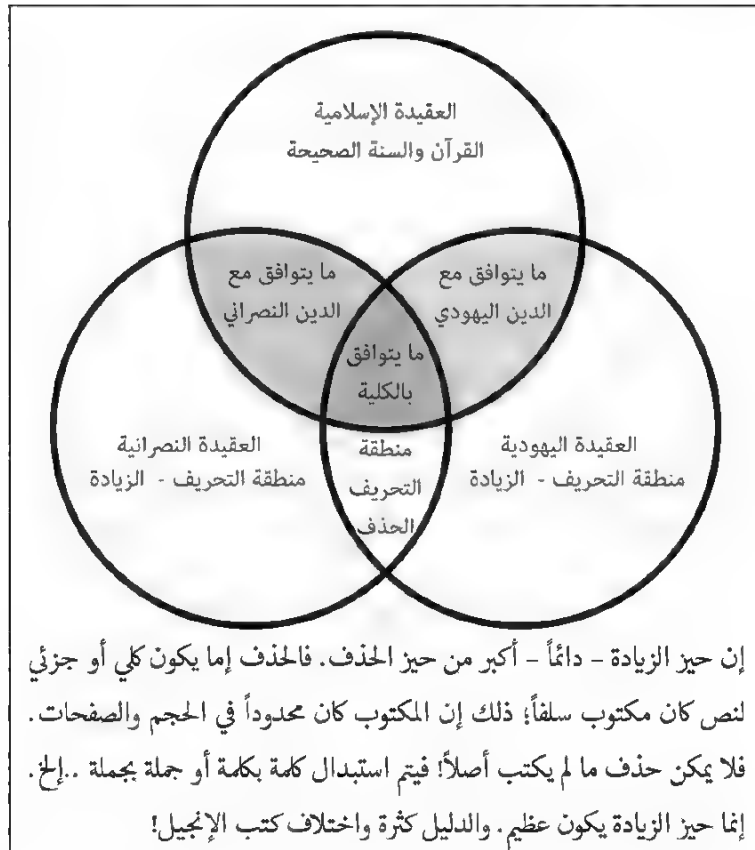 العقيدة الإسلامية
القرآن والسنة الصحيحة
ما يتوافق مع
الدين اليهودي
ما يتوافق مع
الدين النصراني
ما يتوافق
بالكلية
العقيدة اليهودية
منطقة التحريف - الزيادة
العقيدة النصرانية
منطقة التحريف - الزيادة
منطقة
التحريف
الحذف
إن حيز الزيادة - دائماً - أكبر من حيز الحذف. فالحذف إما يكون كلي أو جزئي
لنص كان مكتوب سلفاً؛ ذلك إن المكتوب كان محدوداً في الحجم والصفحات.
فلا يمكن حذف ما لم يكتب أصلاً! فيتم استبدال كلمة بكلمة أو جملة بجملة ..إلخ.
إنما حيز الزيادة يكون عظيم. والدليل كثرة واختلاف كتب الإنجيل!